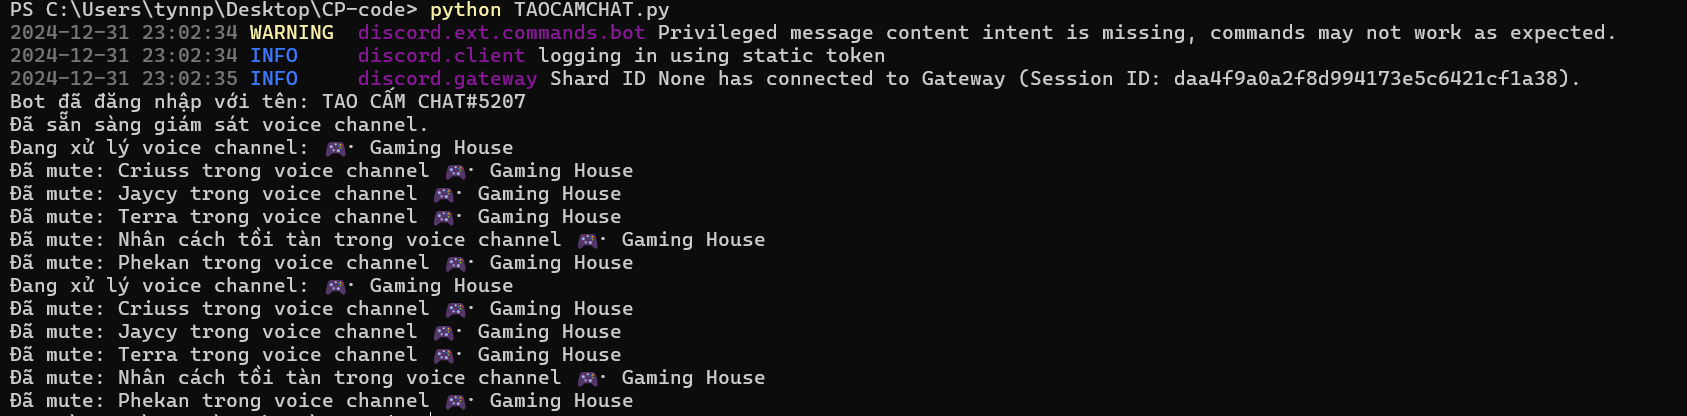 PS C:\Users\tynnp\Desktop\CP-code> python TAOCAMCHAT.py
2024-12-31 23:02:34 WARNING  discord.ext.commands.bot Privileged message content intent is missing, commands may not work as expected.
2024-12-31 23:02:34 INFO     discord.client logging in using static token
2024-12-31 23:02:35 INFO     discord.gateway Shard ID None has connected to Gateway (Session ID: daa4f9a0a2f8d994173e5c6421cf1a38).
Bot đã đăng nhập với tên: TAO CẤM CHAT#5207
Đã sẵn sàng giám sát voice channel.
Đang xử lý voice channel: 🎮· Gaming House
Đã mute: Criuss trong voice channel 🎮· Gaming House
Đã mute: Jaycy trong voice channel 🎮· Gaming House
Đã mute: Terra trong voice channel 🎮· Gaming House
Đã mute: Nhân cách tồi tàn trong voice channel 🎮· Gaming House
Đã mute: Phekan trong voice channel 🎮· Gaming House
Đang xử lý voice channel: 🎮· Gaming House
Đã mute: Criuss trong voice channel 🎮· Gaming House
Đã mute: Jaycy trong voice channel 🎮· Gaming House
Đã mute: Terra trong voice channel 🎮· Gaming House
Đã mute: Nhân cách tồi tàn trong voice channel 🎮· Gaming House
Đã mute: Phekan trong voice channel 🎮· Gaming House